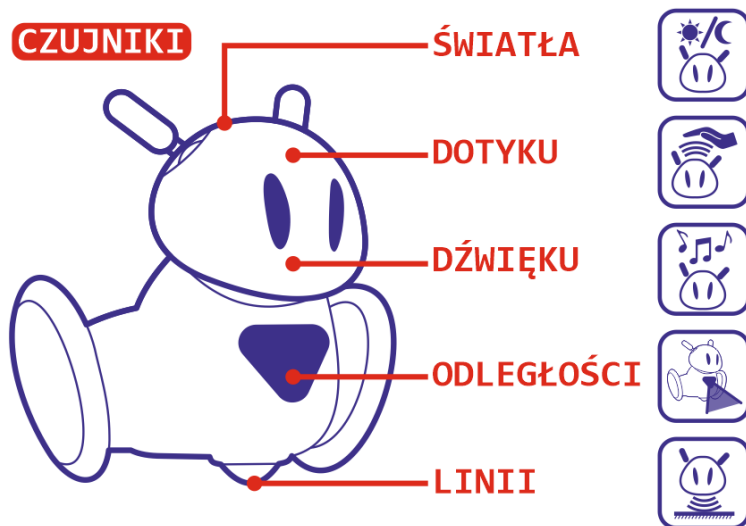 CZUJNIKI
ŚWIATŁA
DOTYKU
DŹWIĘKU
ODLEGŁOŚCI
LINII